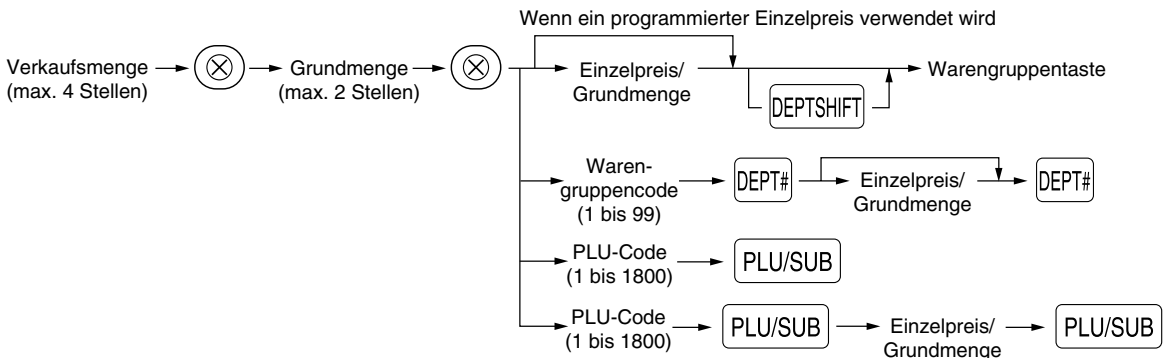 Wenn ein programmierter Einzelpreis verwendet wird
Verkaufsmenge
(max. 4 Stellen)
Grundmenge
(max. 2 Stellen)
Einzelpreis/
Grundmenge
DEPTSHIFT
Warengruppentaste
Waren-
gruppencode
(1 bis 99)
DEPT#
Einzelpreis/
Grundmenge
DEPT#
PLU-Code
(1 bis 1800)
PLU/SUB
PLU-Code
(1 bis 1800)
PLU/SUB
Einzelpreis/
Grundmenge
PLU/SUB